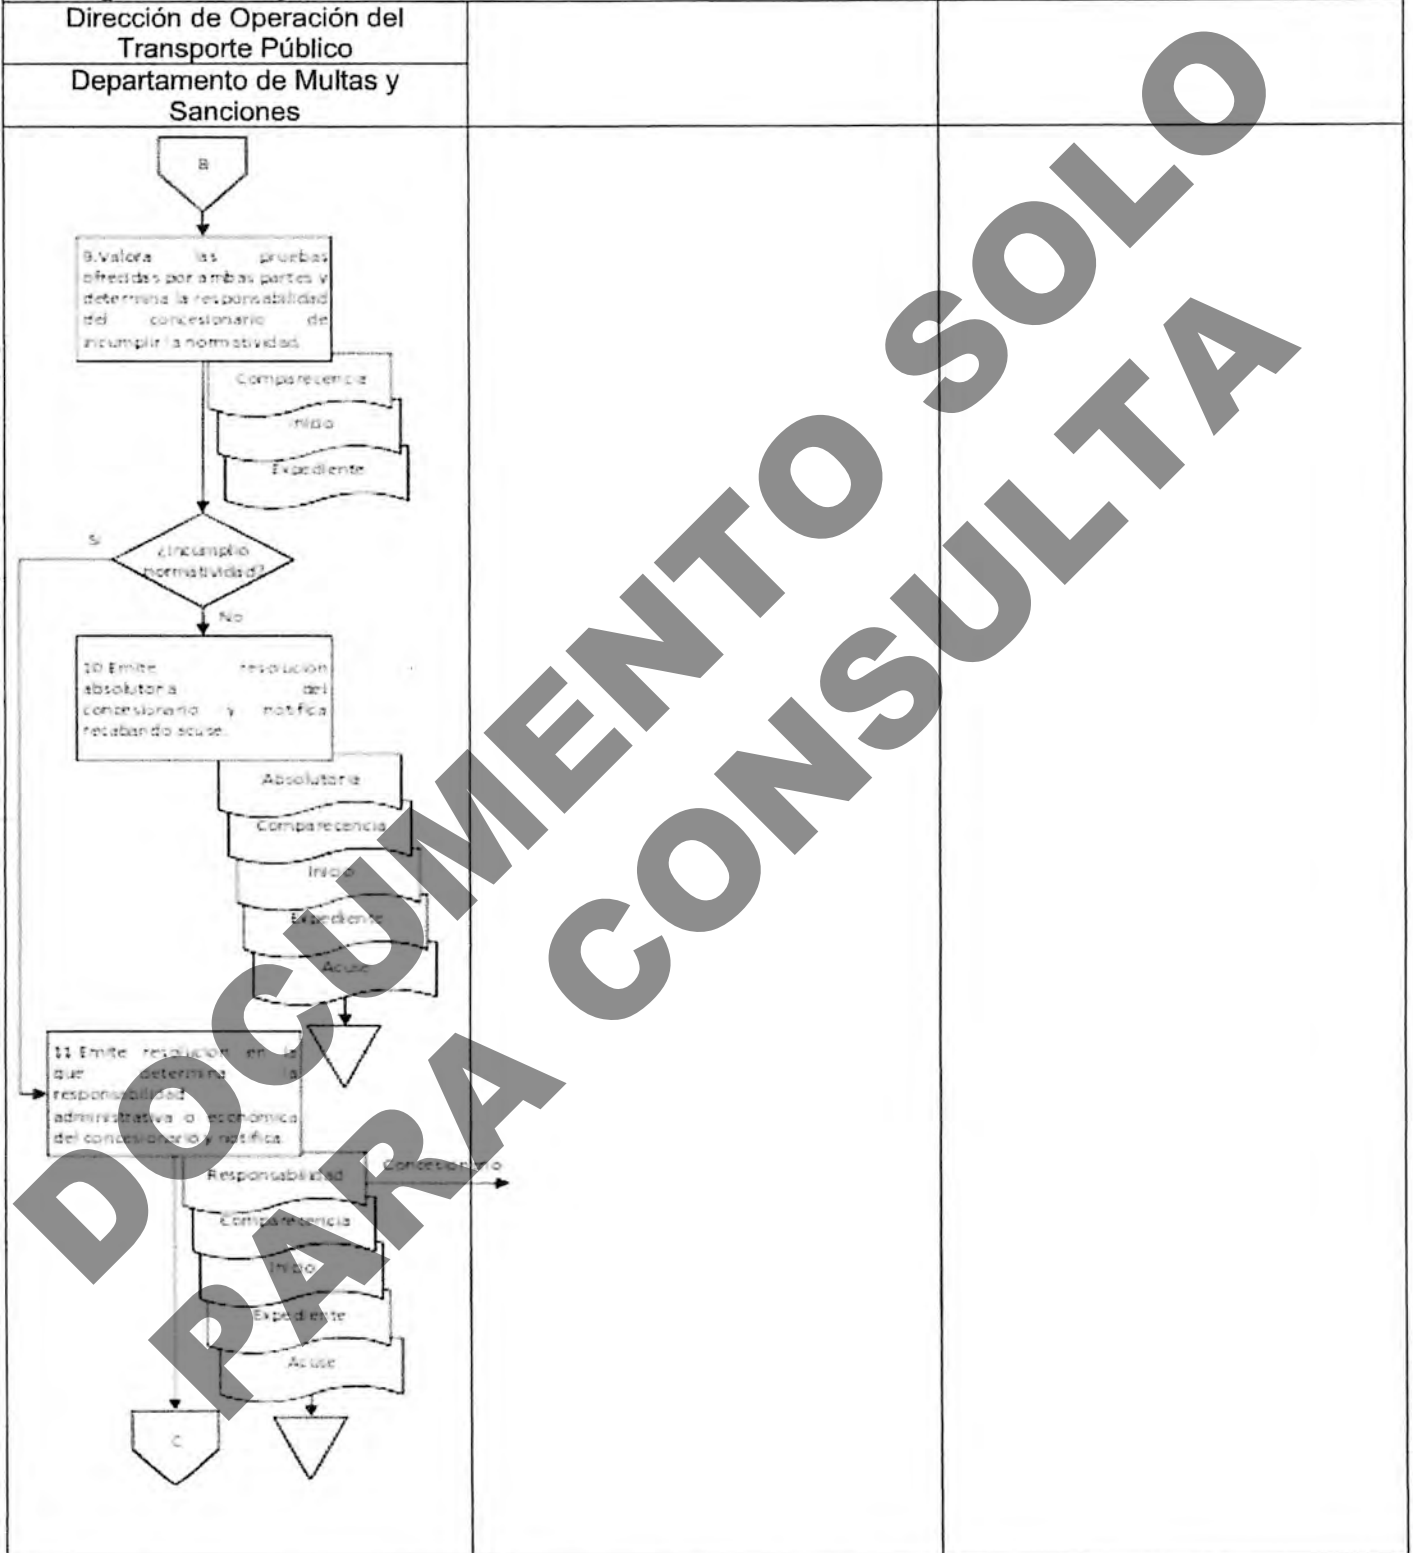 Dirección de Operación del
Transporte Público
Departamento de Multas y
Sanciones
B
9.Valora las pruebas
ofrecidas por ambas partes y
determina la responsabilidad
del concesionario de
incumplir la normatividad.
Comparecencia
Inicio
Expediente
¿Incumplio
normatividad?
Si
No
10.Emite resolución
absolutoria del
concesionario y notifica
recabando acuse.
Absolutoria
Comparecencia
Inicio
Expediente
Acuse
11.Emite resolución en la
que determina la
responsabilidad
administrativa o económica
del concesionario y notifica.
Responsabilidad
Concesionario
Comparecencia
Inicio
Expediente
Acuse
C
DOCUMENTO SOLO
PARA CONSULTA